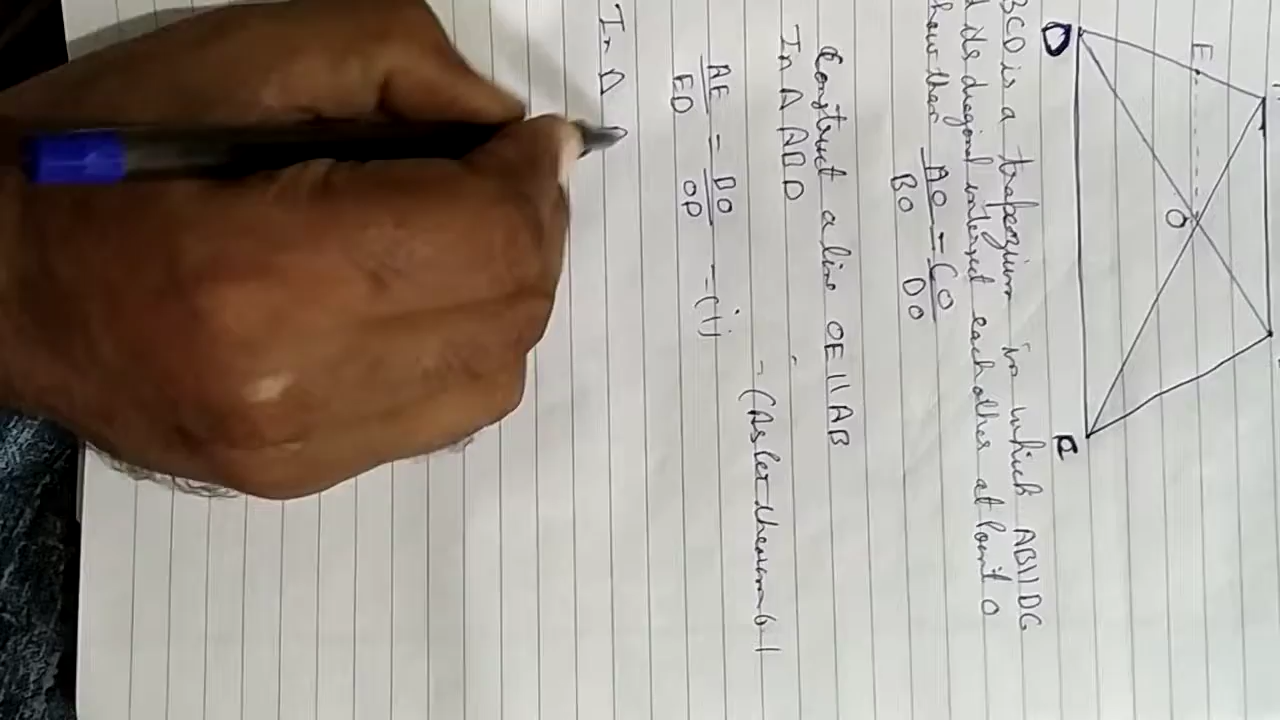 D
E
O
C
BCD is a trapezium in which AB||DC
d its diagonal intersect each other at Point O
how that AO = CO
BO DO
Construct a line OE||AB
In Δ ABD
- (As per theorem 6.1
AE = BO - (i)
ED OD
In Δ